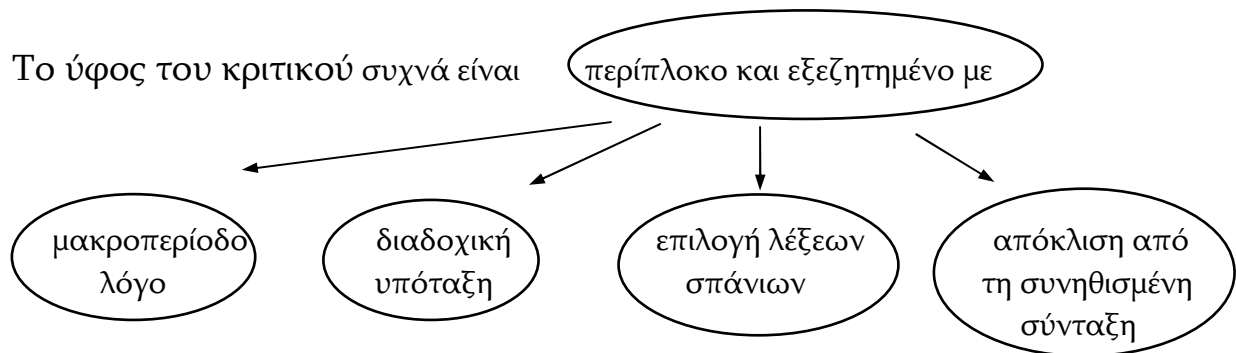 Το ύφος του κριτικού συχνά είναι περίπλοκο και εξεζητημένο με
μακροπερίοδο
λόγο
διαδοχική
υπόταξη
επιλογή λέξεων
σπάνιων
απόκλιση από
τη συνηθισμένη
σύνταξη